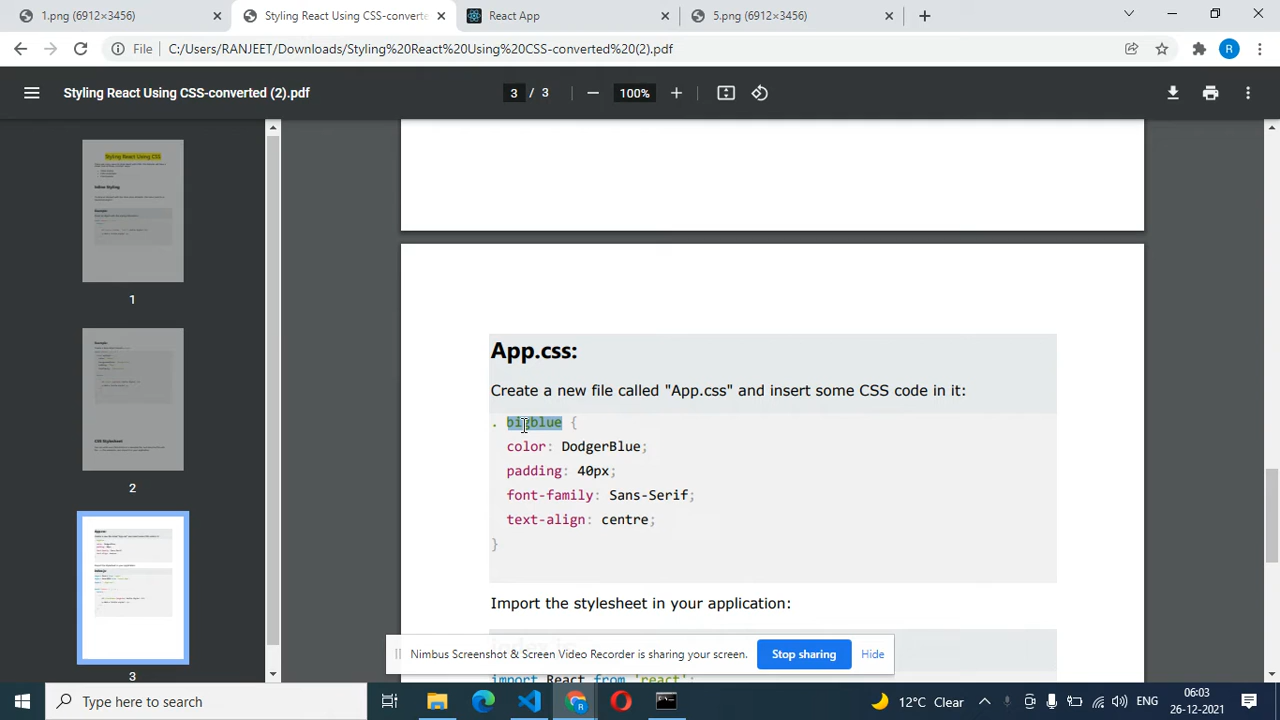 1.png (6912×3456)
Styling React Using CSS-converte
React App
5.png (6912×3456)
File
C:/Users/RANJEET/Downloads/Styling%20React%20Using%20CSS-converted%20(2).pdf
R
Styling React Using CSS-converted (2).pdf
3 / 3
100%
Styling React Using CSS
1
2
3
App.css:
Create a new file called "App.css" and insert some CSS code in it:
. bigblue {
color: DodgerBlue;
padding: 40px;
font-family: Sans-Serif;
text-align: centre;
}
Import the stylesheet in your application:
Nimbus Screenshot & Screen Video Recorder is sharing your screen.
Stop sharing
Hide
import React from 'react';
Type here to search
R
12°C Clear
ENG
06:03
26-12-2021